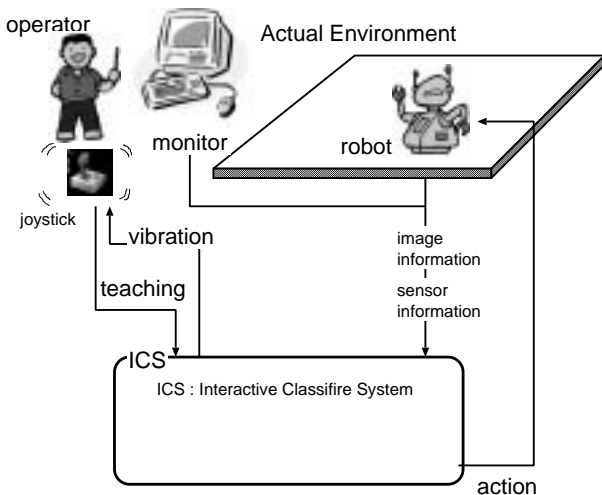 operator
Actual Environment
monitor
robot
joystick
vibration
image
information
teaching
sensor
information
ICS
ICS : Interactive Classifire System
action